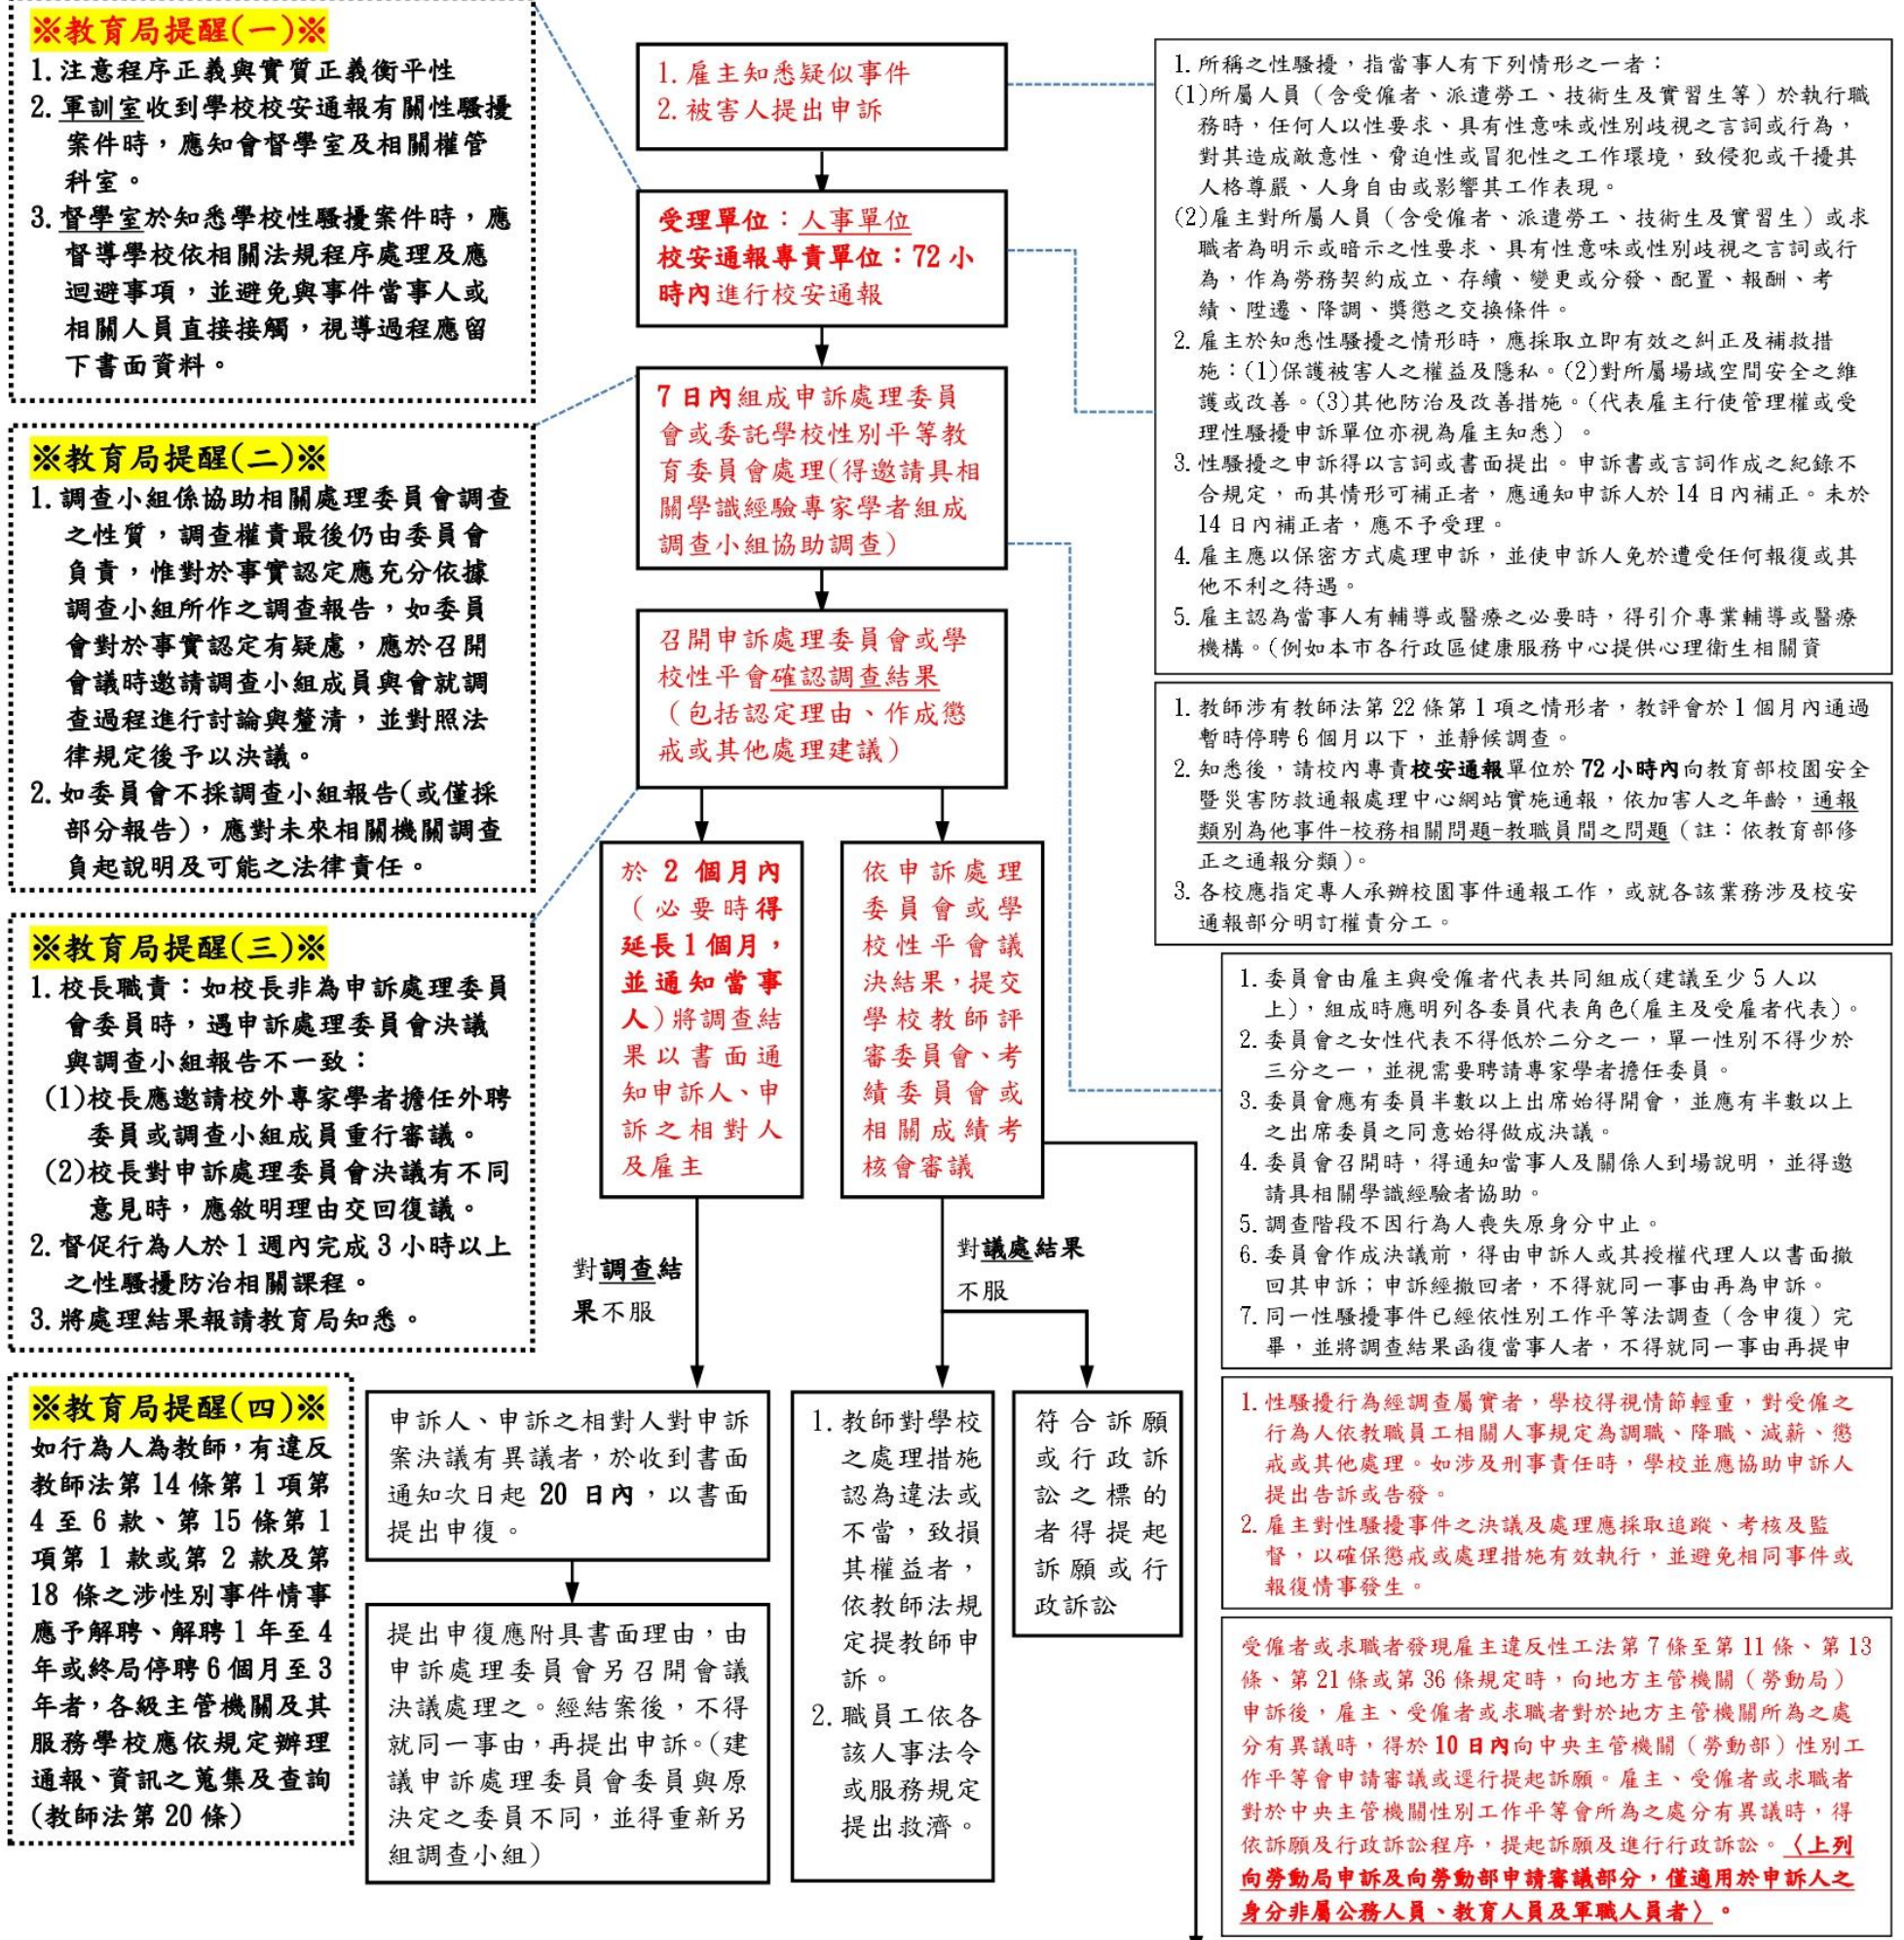 ※教育局提醒(一)※
1.注意程序正義與實質正義衡平性
2.軍訓室收到學校校安通報有關性騷擾
案件時，應知會督學室及相關權管
科室。
3.督學室於知悉學校性騷擾案件時，應
督導學校依相關法規程序處理及應
迴避事項，並避免與事件當事人或
相關人員直接接觸，視導過程應留
下書面資料。
※教育局提醒(二)※
1.調查小組係協助相關處理委員會調查
之性質，調查權責最後仍由委員會
負責，惟對於事實認定應充分依據
調查小組所作之調查報告，如委員
會對於事實認定有疑慮，應於召開
會議時邀請調查小組成員與會就調
查過程進行討論與釐清，並對照法
律規定後予以決議。
2.如委員會不採調查小組報告(或僅採
部分報告)，應對未來相關機關調查
負起說明及可能之法律責任。
※教育局提醒(三)※
1.校長職責：如校長非為申訴處理委員
會委員時，遇申訴處理委員會決議
與調查小組報告不一致：
(1)校長應邀請校外專家學者擔任外聘
委員或調查小組成員重行審議。
(2)校長對申訴處理委員會決議有不同
意見時，應敘明理由交回復議。
2.督促行為人於1週內完成3小時以上
之性騷擾防治相關課程。
3.將處理結果報請教育局知悉。
※教育局提醒(四)※
如行為人為教師，有違反
教師法第14條第1項第
4至6款、第15條第1
項第1款或第2款及第
18條之涉性別事件情事
應予解聘、解聘1年至4
年或終局停聘6個月至3
年者，各級主管機關及其
服務學校應依規定辦理
通報、資訊之蒐集及查詢
(教師法第20條)
1.雇主知悉疑似事件
2.被害人提出申訴
受理單位：人事單位
校安通報專責單位：72小
時內進行校安通報
7日內組成申訴處理委員
會或委託學校性別平等教
育委員會處理(得邀請具相
關學識經驗專家學者組成
調查小組協助調查)
召開申訴處理委員會或學
校性平會確認調查結果
（包括認定理由、作成懲
戒或其他處理建議）
於2個月內
（必要時得
延長1個月，
並通知當事
人)將調查結
果以書面通
知申訴人、申
訴之相對人
及雇主
依申訴處理
委員會或學
校性平會議
決結果，提交
學校教師評
審委員會、考
績委員會或
相關成績考
核會審議
對調查結
果不服
對議處結果
不服
申訴人、申訴之相對人對申訴
案決議有異議者，於收到書面
通知次日起20日內，以書面
提出申復。
提出申復應附具書面理由，由
申訴處理委員會另召開會議
決議處理之。經結案後，不得
就同一事由，再提出申訴。(建
議申訴處理委員會委員與原
決定之委員不同，並得重新另
組調查小組)
1.教師對學校
之處理措施
認為違法或
不當，致損
其權益者，
依教師法規
定提教師申
訴。
2.職員工依各
該人事法令
或服務規定
提出救濟。
符合訴願
或行政訴
訟之標的
者得提起
訴願或行
政訴訟
1.所稱之性騷擾，指當事人有下列情形之一者：
(1)所屬人員（含受僱者、派遣勞工、技術生及實習生等）於執行職
務時，任何人以性要求、具有性意味或性別歧視之言詞或行為，
對其造成敵意性、脅迫性或冒犯性之工作環境，致侵犯或干擾其
人格尊嚴、人身自由或影響其工作表現。
(2)雇主對所屬人員（含受僱者、派遣勞工、技術生及實習生）或求
職者為明示或暗示之性要求、具有性意味或性別歧視之言詞或行
為，作為勞務契約成立、存續、變更或分發、配置、報酬、考
績、陞遷、降調、獎懲之交換條件。
2.雇主於知悉性騷擾之情形時，應採取立即有效之糾正及補救措
施：(1)保護被害人之權益及隱私。(2)對所屬場域空間安全之維
護或改善。(3)其他防治及改善措施。(代表雇主行使管理權或受
理性騷擾申訴單位亦視為雇主知悉）。
3.性騷擾之申訴得以言詞或書面提出。申訴書或言詞作成之紀錄不
合規定，而其情形可補正者，應通知申訴人於14日內補正。未於
14日內補正者，應不予受理。
4.雇主應以保密方式處理申訴，並使申訴人免於遭受任何報復或其
他不利之待遇。
5.雇主認為當事人有輔導或醫療之必要時，得引介專業輔導或醫療
機構。(例如本市各行政區健康服務中心提供心理衛生相關資
1.教師涉有教師法第22條第1項之情形者，教評會於1個月內通過
暫時停聘6個月以下，並靜候調查。
2.知悉後，請校內專責校安通報單位於72小時內向教育部校園安全
暨災害防救通報處理中心網站實施通報，依加害人之年齡，通報
類別為他事件-校務相關問題-教職員間之問題（註：依教育部修
正之通報分類)。
3.各校應指定專人承辦校園事件通報工作，或就各該業務涉及校安
通報部分明訂權責分工。
1.委員會由雇主與受僱者代表共同組成(建議至少5人以
上)，組成時應明列各委員代表角色(雇主及受雇者代表)。
2.委員會之女性代表不得低於二分之一，單一性別不得少於
三分之一，並視需要聘請專家學者擔任委員。
3.委員會應有委員半數以上出席始得開會，並應有半數以上
之出席委員之同意始得做成決議。
4.委員會召開時，得通知當事人及關係人到場說明，並得邀
請具相關學識經驗者協助。
5.調查階段不因行為人喪失原身分中止。
6.委員會作成決議前，得由申訴人或其授權代理人以書面撤
回其申訴；申訴經撤回者，不得就同一事由再為申訴。
7.同一性騷擾事件已經依性別工作平等法調查（含申復）完
畢，並將調查結果函復當事人者，不得就同一事由再提申
1.性騷擾行為經調查屬實者，學校得視情節輕重，對受僱之
行為人依教職員工相關人事規定為調職、降職、減薪、懲
戒或其他處理。如涉及刑事責任時，學校並應協助申訴人
提出告訴或告發。
2.雇主對性騷擾事件之決議及處理應採取追蹤、考核及監
督，以確保懲戒或處理措施有效執行，並避免相同事件或
報復情事發生。
受僱者或求職者發現雇主違反性工法第7條至第11條、第13
條、第21條或第36條規定時，向地方主管機關（勞動局）
申訴後，雇主、受僱者或求職者對於地方主管機關所為之處
分有異議時，得於10日內向中央主管機關（勞動部）性別工
作平等會申請審議或逕行提起訴願。雇主、受僱者或求職者
對於中央主管機關性別工作平等會所為之處分有異議時，得
依訴願及行政訴訟程序，提起訴願及進行行政訴訟。〈上列
向勞動局申訴及向勞動部申請審議部分，僅適用於申訴人之
身分非屬公務人員、教育人員及軍職人員者〉。